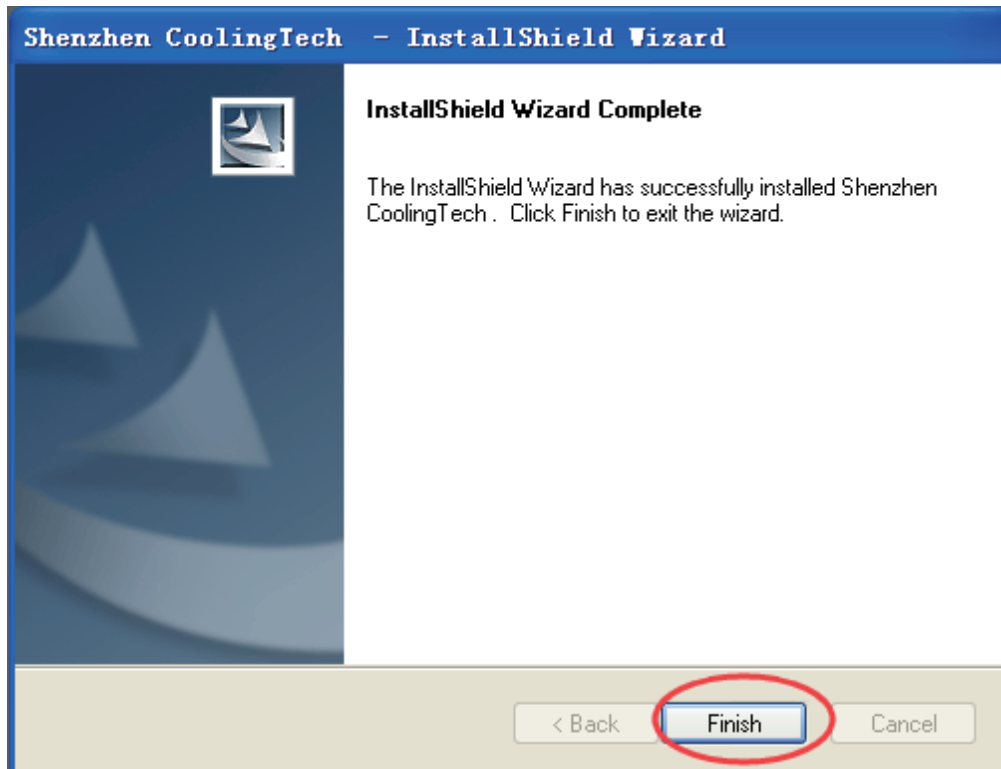 Shenzhen CoolingTech - InstallShield Wizard
InstallShield Wizard Complete
The InstallShield Wizard has successfully installed Shenzhen
CoolingTech . Click Finish to exit the wizard.
< Back Finish Cancel